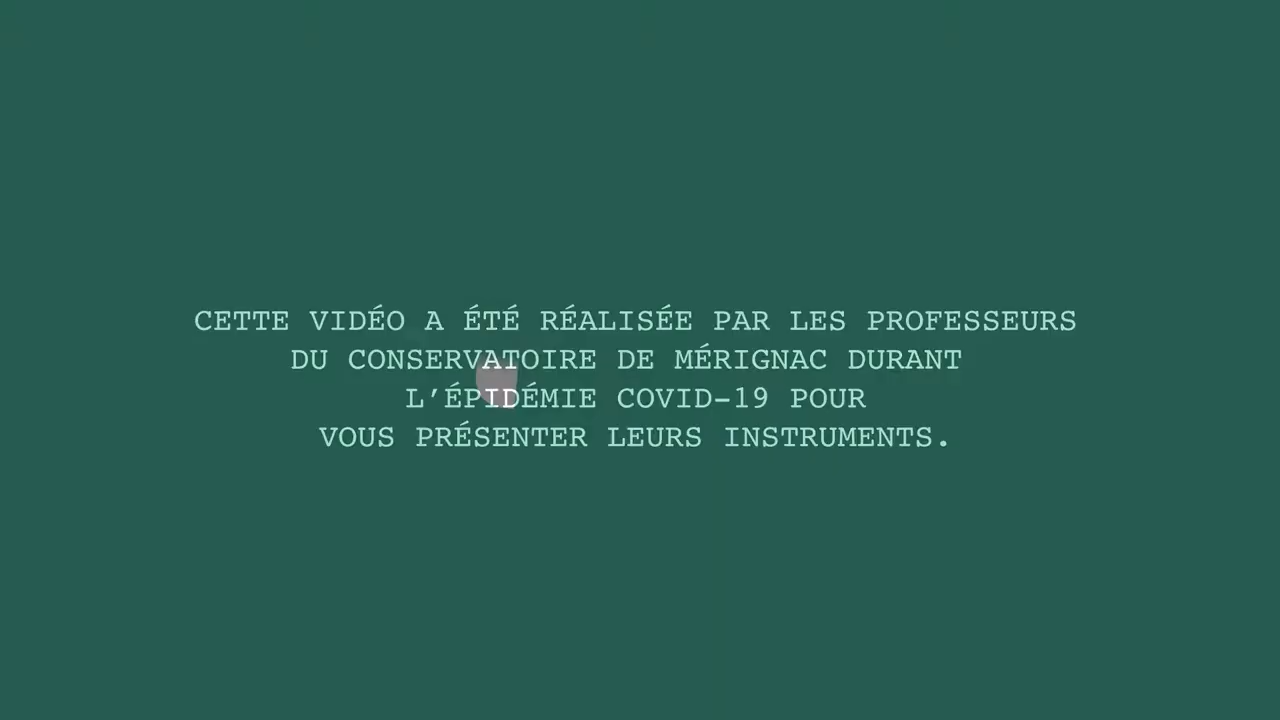 CETTE VIDÉO A ÉTÉ RÉALISÉE PAR LES PROFESSEURS
DU CONSERVATOIRE DE MÉRIGNAC DURANT
L’ÉPIDÉMIE COVID-19 POUR
VOUS PRÉSENTER LEURS INSTRUMENTS.